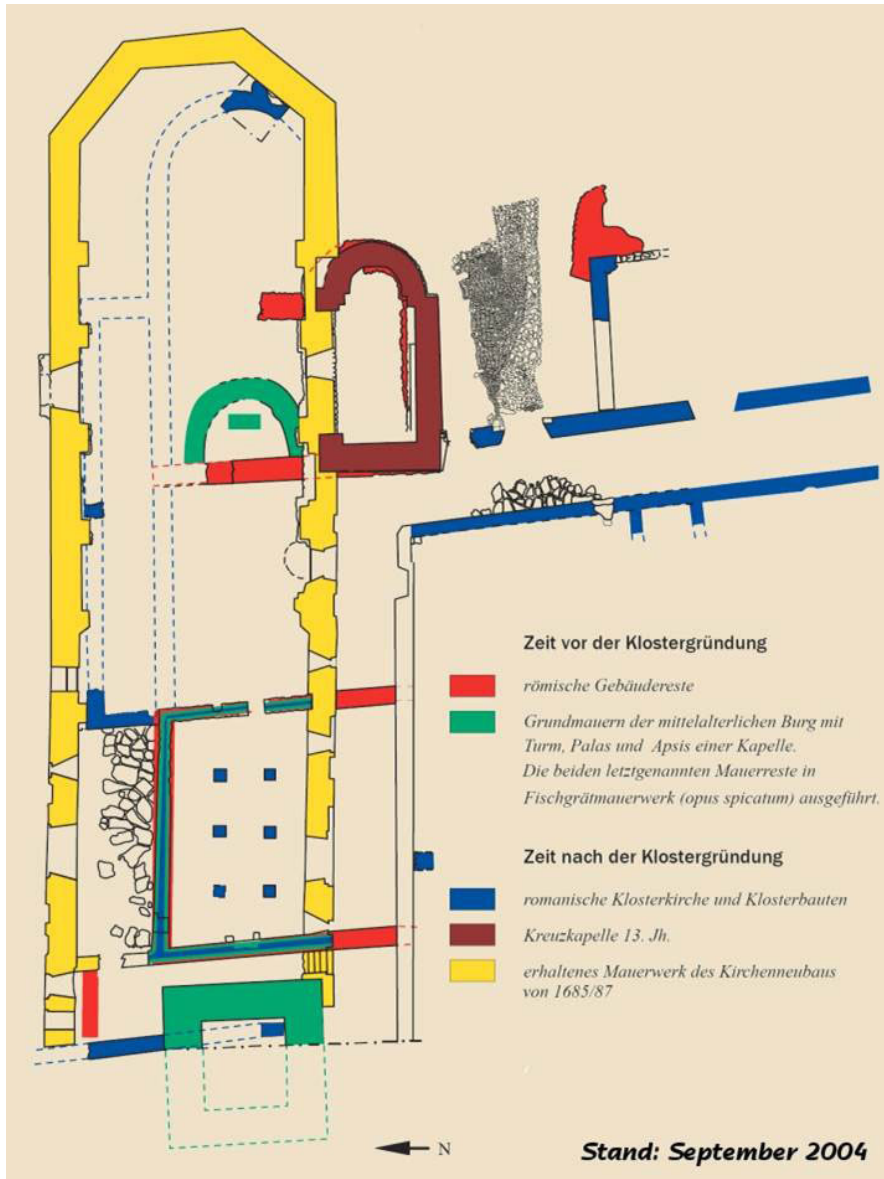 Zeit vor der Klostergründung
römische Gebäudereste
Grundmauern der mittelalterlichen Burg mit
Turm, Palas und Apsis einer Kapelle.
Die beiden letztgenannten Mauerreste in
Fischgrätmauerwerk (opus spicatum) ausgeführt.
Zeit nach der Klostergründung
romanische Klosterkirche und Klosterbauten
Kreuzkapelle 13. Jh.
erhaltenes Mauerwerk des Kirchenneubaus
von 1685/87
N
Stand: September 2004